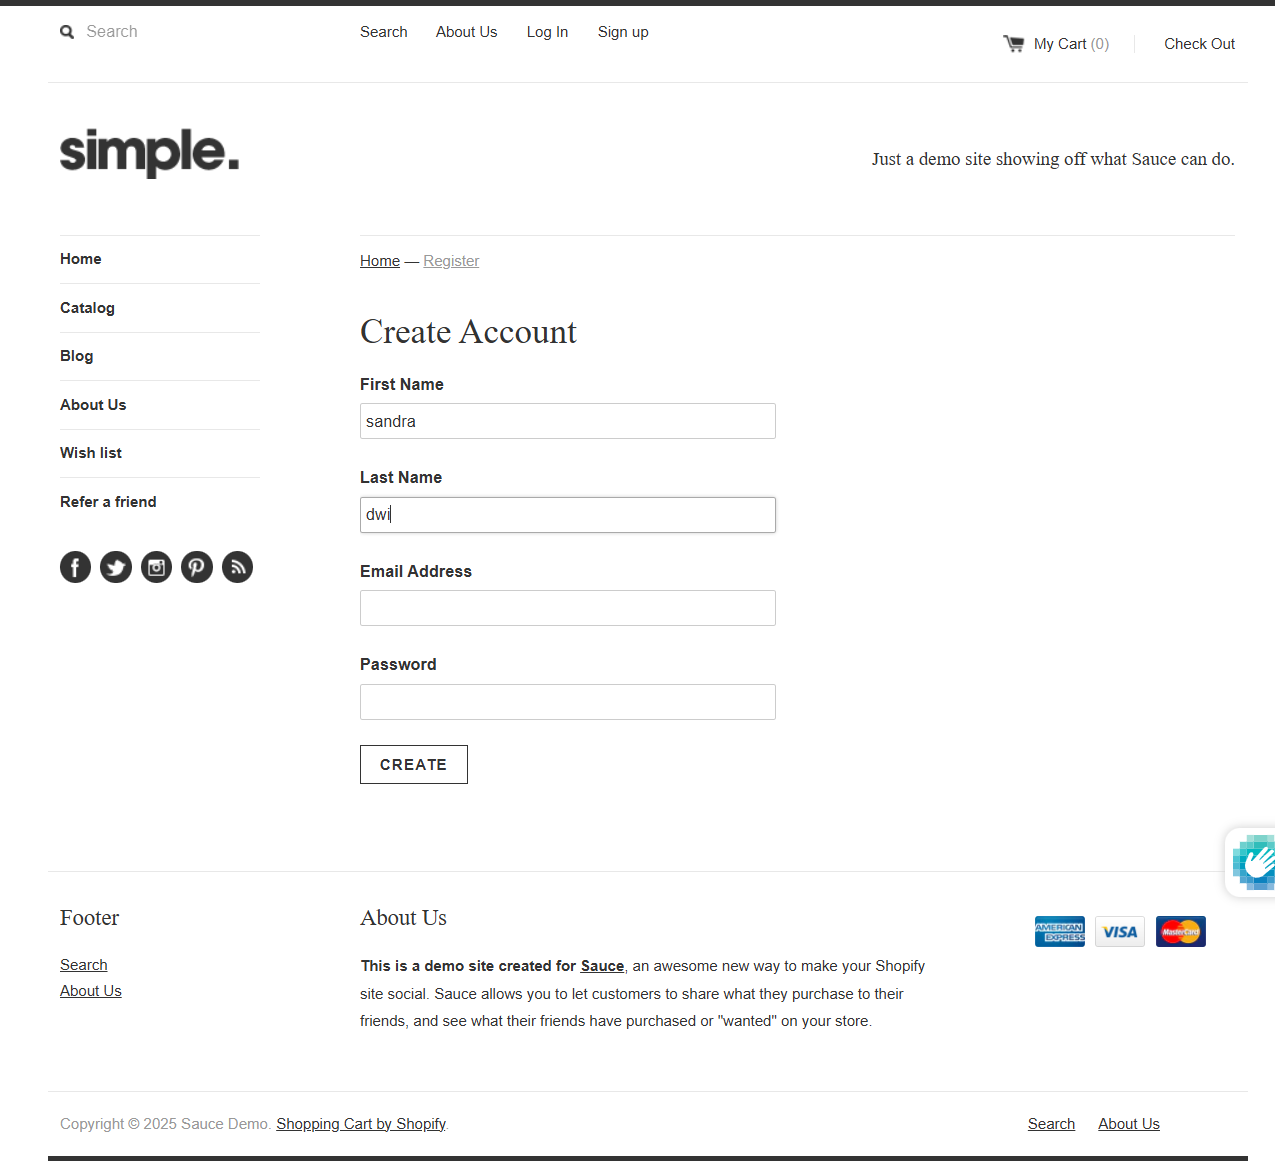 Search
Search About Us Log In Sign up
My Cart (0) Check Out
simple.
Just a demo site showing off what Sauce can do.
Home
Catalog
Blog
About Us
Wish list
Refer a friend
Home — Register
Create Account
First Name
sandra
Last Name
dwi
Email Address
Password
CREATE
Footer
Search
About Us
About Us
This is a demo site created for Sauce, an awesome new way to make your Shopify
site social. Sauce allows you to let customers to share what they purchase to their
friends, and see what their friends have purchased or "wanted" on your store.
AMERICAN EXPRESS VISA MasterCard
Copyright © 2025 Sauce Demo. Shopping Cart by Shopify.
Search About Us